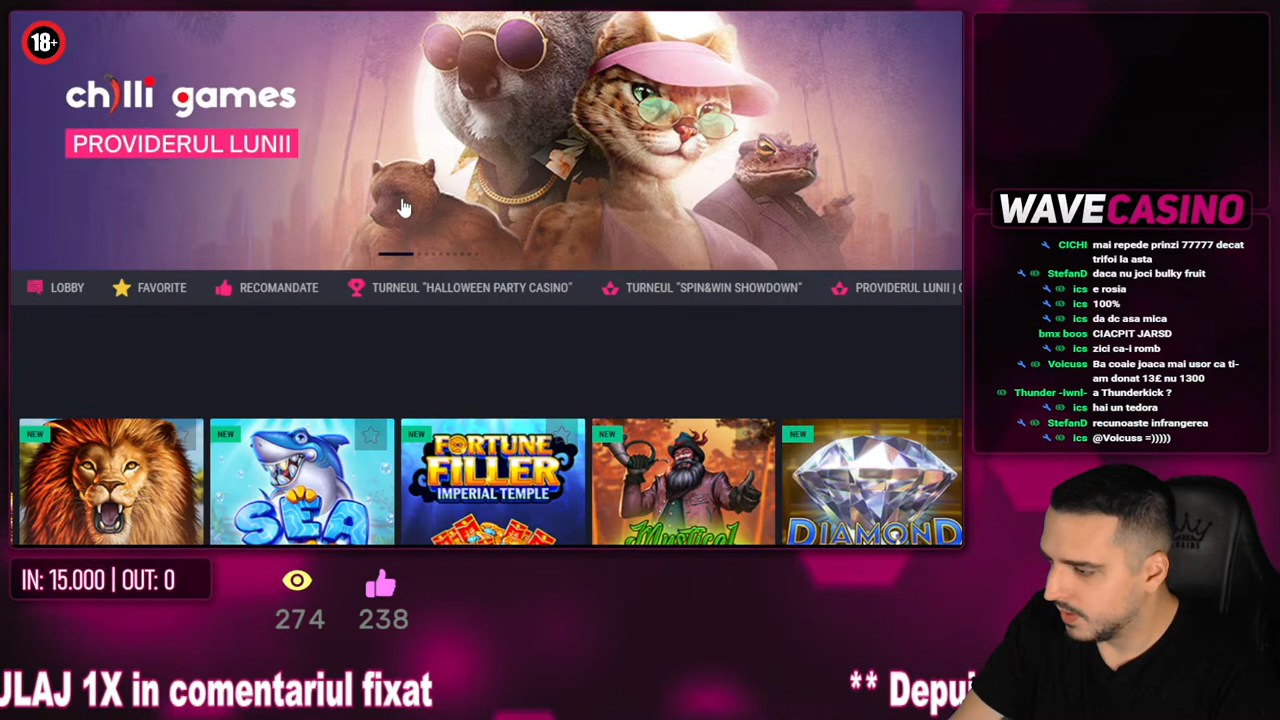 18+
chilli games
PROVIDERUL LUNII
LOBBY
FAVORITE
RECOMANDATE
TURNEUL "HALLOWEEN PARTY CASINO"
TURNEUL "SPIN&WIN SHOWDOWN"
PROVIDERUL LUNII |
NEW
NEW
NEW
NEW
NEW
SEA
FORTUNE
FILLER
IMPERIAL TEMPLE
Mystical
DIAMOND
WAVECASINO
CICHI mai repede prinzi 77777 decat
trifoi la asta
StefanD daca nu joci bulky fruit
ics e rosia
ics 100%
ics da dc asa mica
bmx boos CIACPIT JARSD
ics zici ca-i romb
Voicuss Ba coaie joaca mai usor ca ti-
am donat 13£ nu 1300
Thunder -lwnl- a Thunderkick ?
ics hai un tedora
StefanD recunoaste infrangerea
ics @Voicuss =)))))
IN: 15.000 | OUT: 0
274
238
ULAJ 1X in comentariul fixat
** Depui